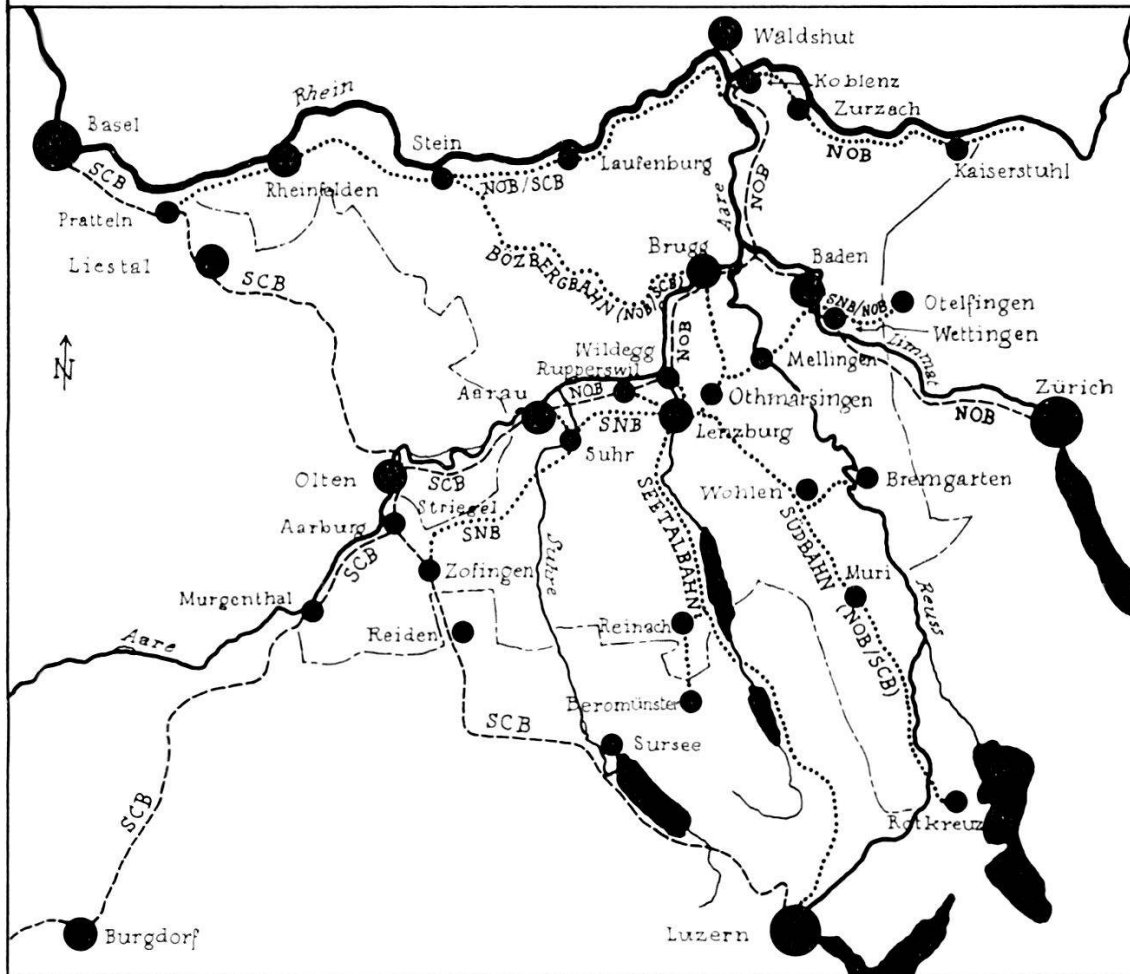 Waldshut
Koblenz
Rhein
Zurzach
Basel
Stein
NOB
SCB
Laufenburg
Kaiserstuhl
Rheinfelden
NOB/SCB
Aare
NOB
Pratteln
Brugg
Baden
Liestal
SCB
BÖZBERGBAHN (NOB/SCB)
SNB/NOB
Otelfingen
Wettingen
N
Wildegg
NOB
Limmat
Mellingen
Rupperswil
Zürich
Aarau
NOB
Othmarsingen
NOB
SNB
Lenzburg
Suhr
Olten
SCB
Wohlen
Bremgarten
Striegel
SEETALBAHN
SÜDBAHN (NOB/SCB)
Aarburg
SNB
SCB
Suhre
Zofingen
Muri
Reuss
Murgenthal
Reiden
Reinach
Aare
Beromünster
SCB
Sursee
SCB
Rotkreuz
Burgdorf
Luzern